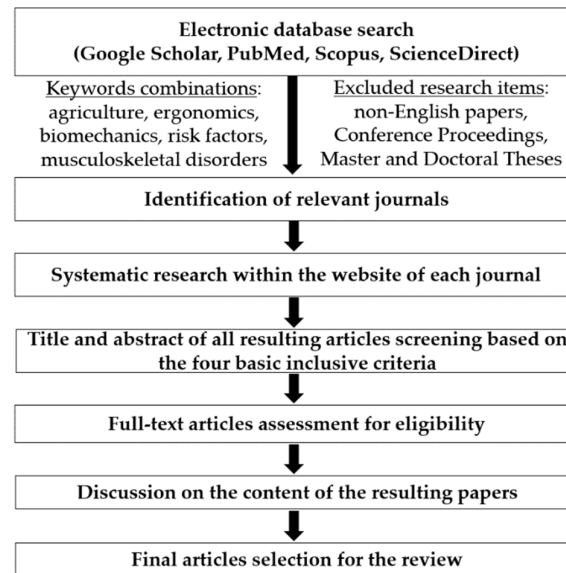 Electronic database search
(Google Scholar, PubMed, Scopus, ScienceDirect)
Keywords combinations:
agriculture, ergonomics,
biomechanics, risk factors,
musculoskeletal disorders
Excluded research items:
non-English papers,
Conference Proceedings,
Master and Doctoral Theses
Identification of relevant journals
Systematic research within the website of each journal
Title and abstract of all resulting articles screening based on
the four basic inclusive criteria
Full-text articles assessment for eligibility
Discussion on the content of the resulting papers
Final articles selection for the review